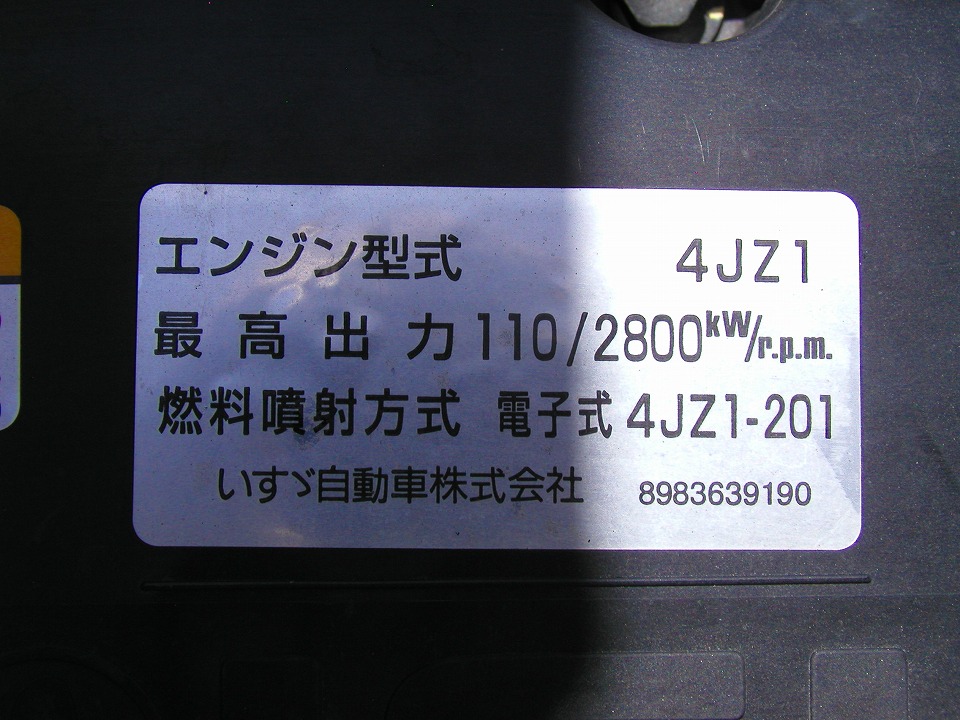 エンジン型式 4JZ1
最高出力 110/2800kW/r.p.m.
燃料噴射方式 電子式 4JZ1-201
いすゞ自動車株式会社 8983639190